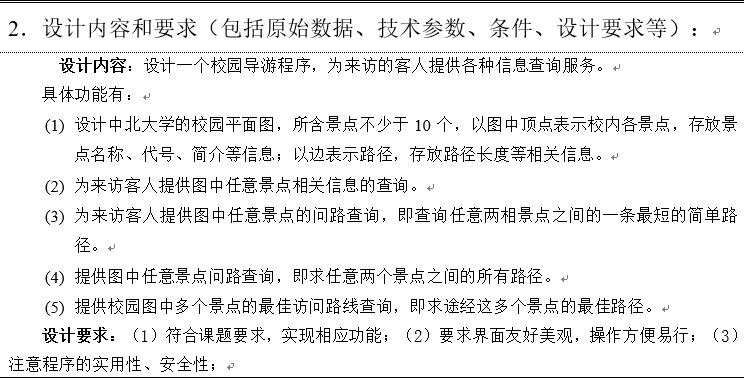 2．设计内容和要求（包括原始数据、技术参数、条件、设计要求等）：
设计内容：设计一个校园导游程序，为来访的客人提供各种信息查询服务。
具体功能有：
(1) 设计中北大学的校园平面图，所含景点不少于 10 个，以图中顶点表示校内各景点，存放景
点名称、代号、简介等信息；以边表示路径，存放路径长度等相关信息。
(2) 为来访客人提供图中任意景点相关信息的查询。
(3) 为来访客人提供图中任意景点的问路查询，即查询任意两相景点之间的一条最短的简单路
径。
(4) 提供图中任意景点问路查询，即求任意两个景点之间的所有路径。
(5) 提供校园图中多个景点的最佳访问路线查询，即求途经这多个景点的最佳路径。
设计要求：（1）符合课题要求，实现相应功能；（2）要求界面友好美观，操作方便易行；（3）
注意程序的实用性、安全性；